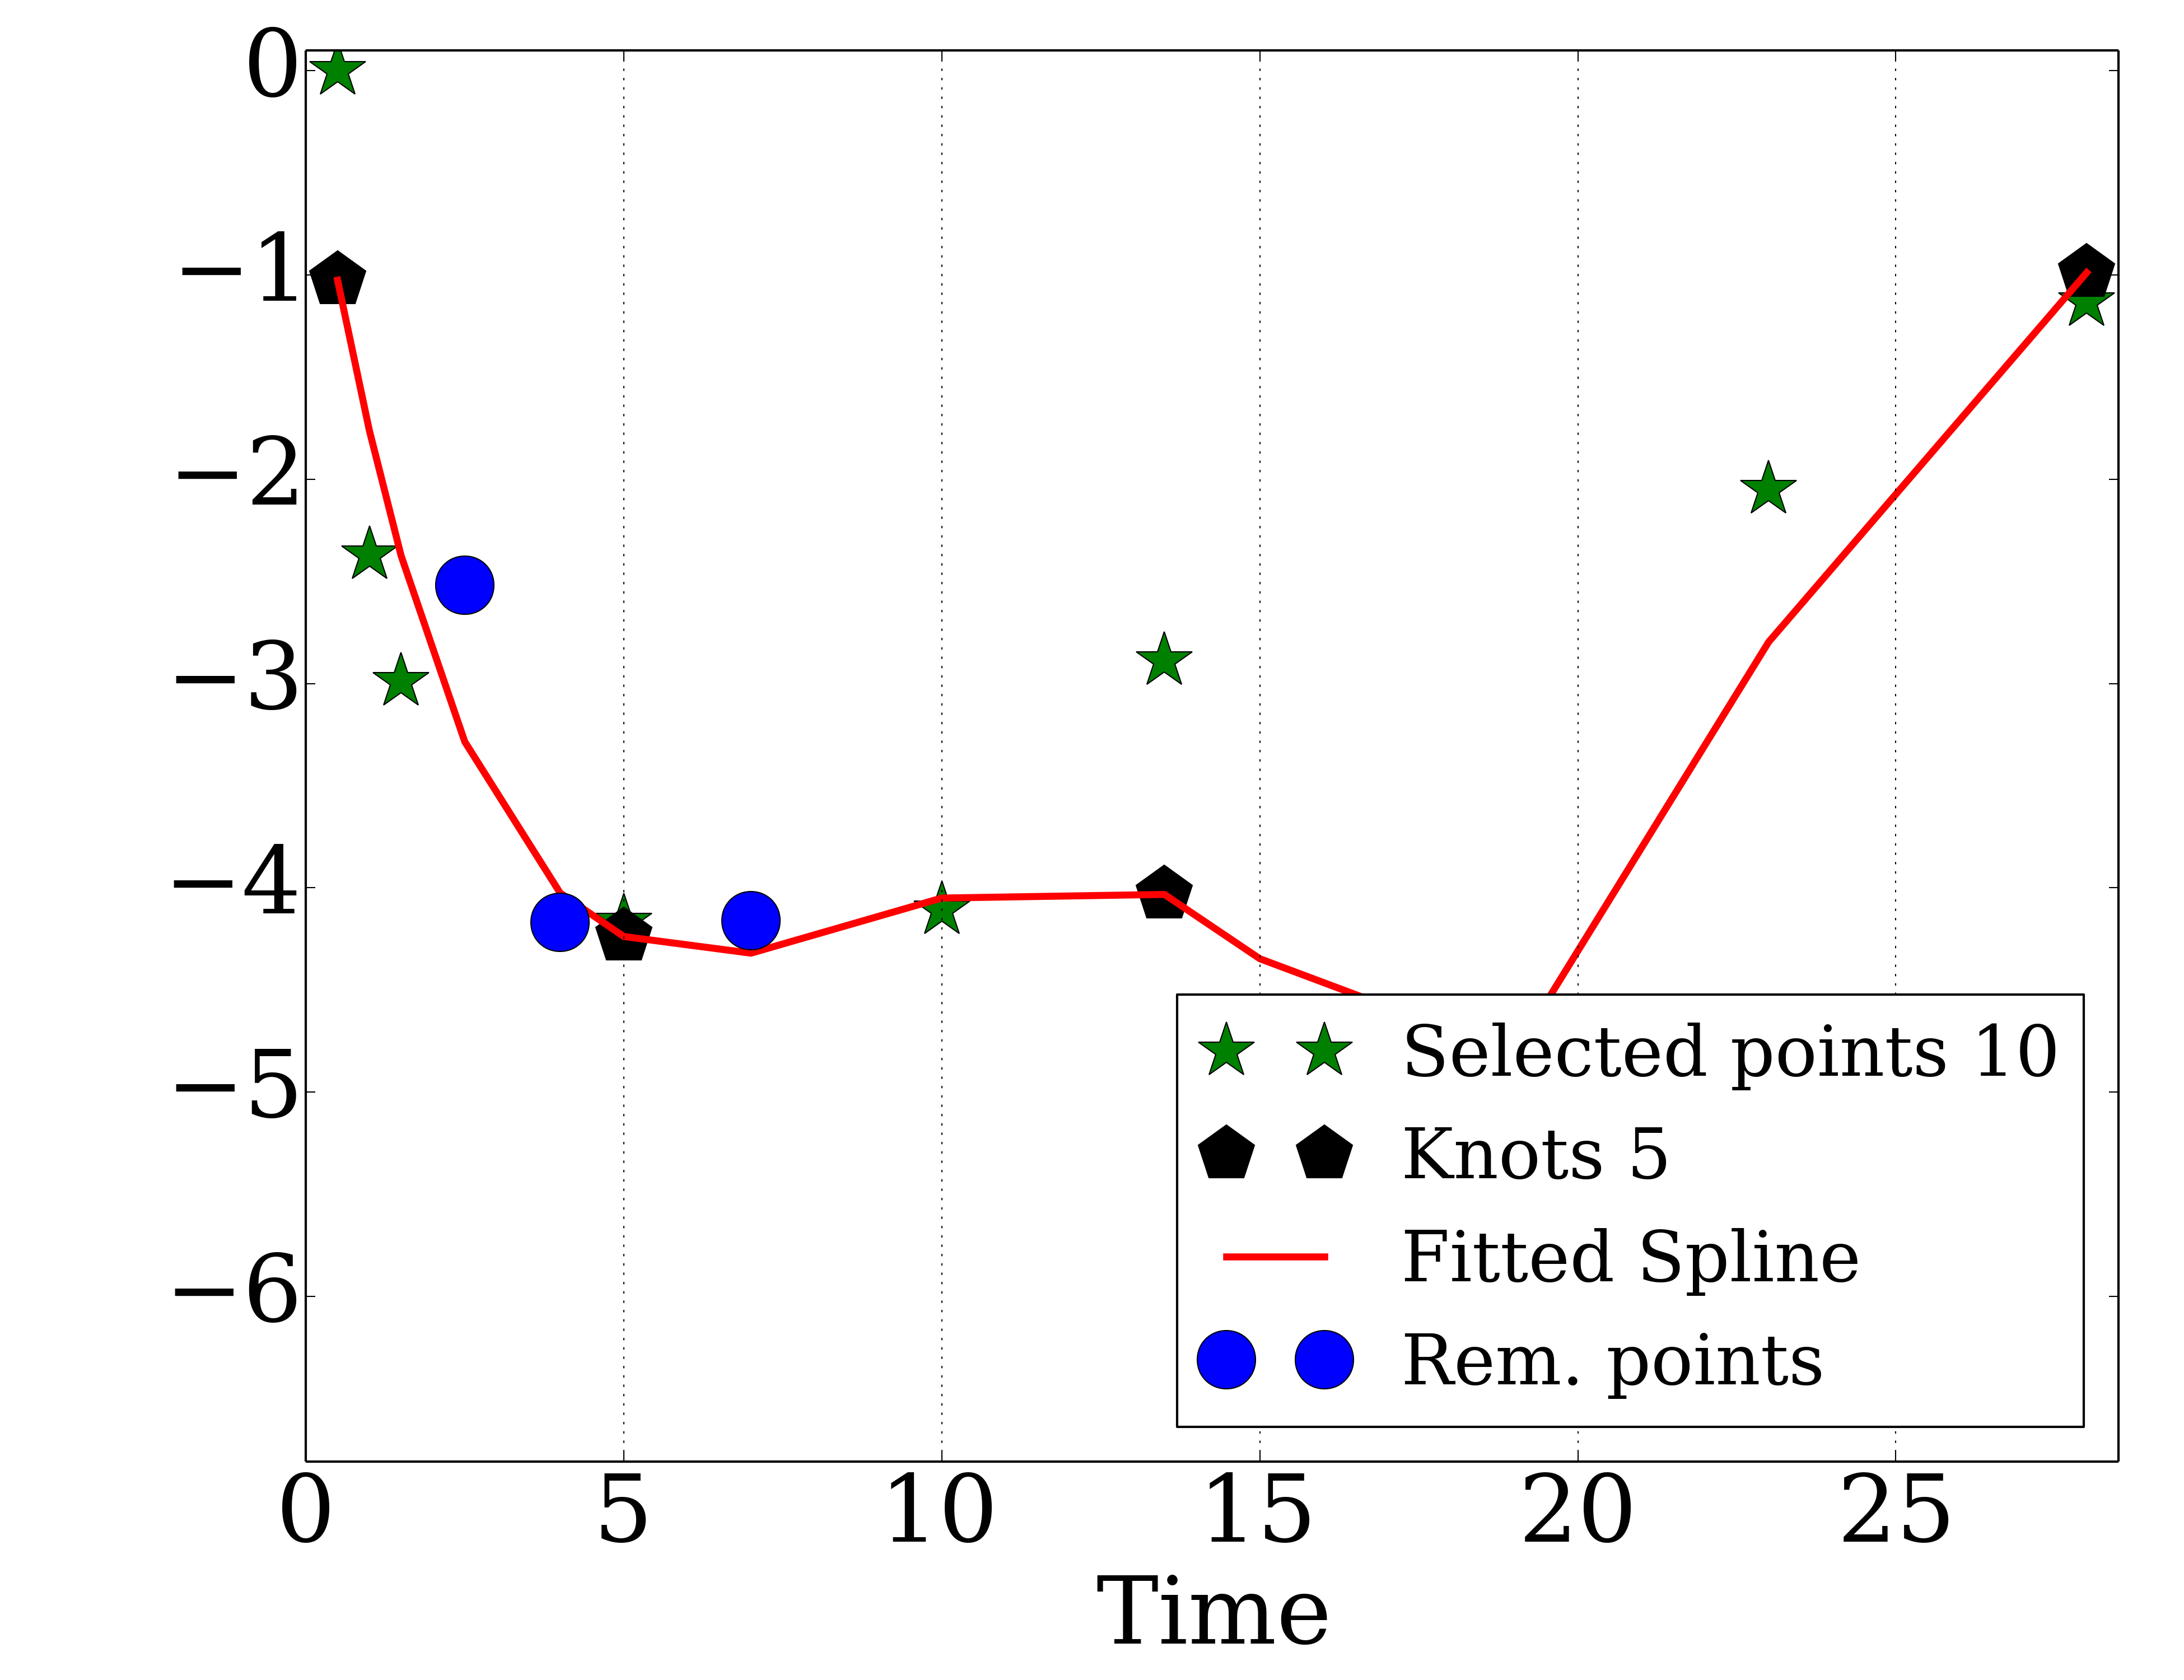 0
−1
−2
−3
−4
−5
−6
Selected points 10
Knots 5
Fitted Spline
Rem. points
0 5 10 15 20 25
Time